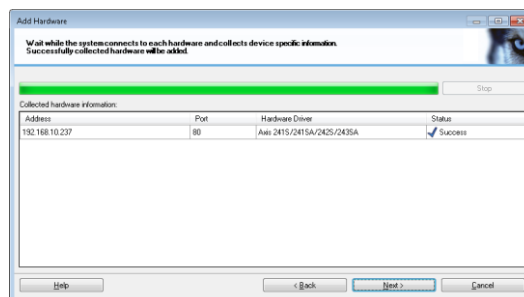 Add Hardware
Wait while the system connects to each hardware and collects device specific information.
Successfully collected hardware will be added.
Stop
Collected hardware information:
Address Port Hardware Driver Status
192.168.10.237 80 Axis 241S/241SA/242S/243SA Success
Help < Back Next > Cancel